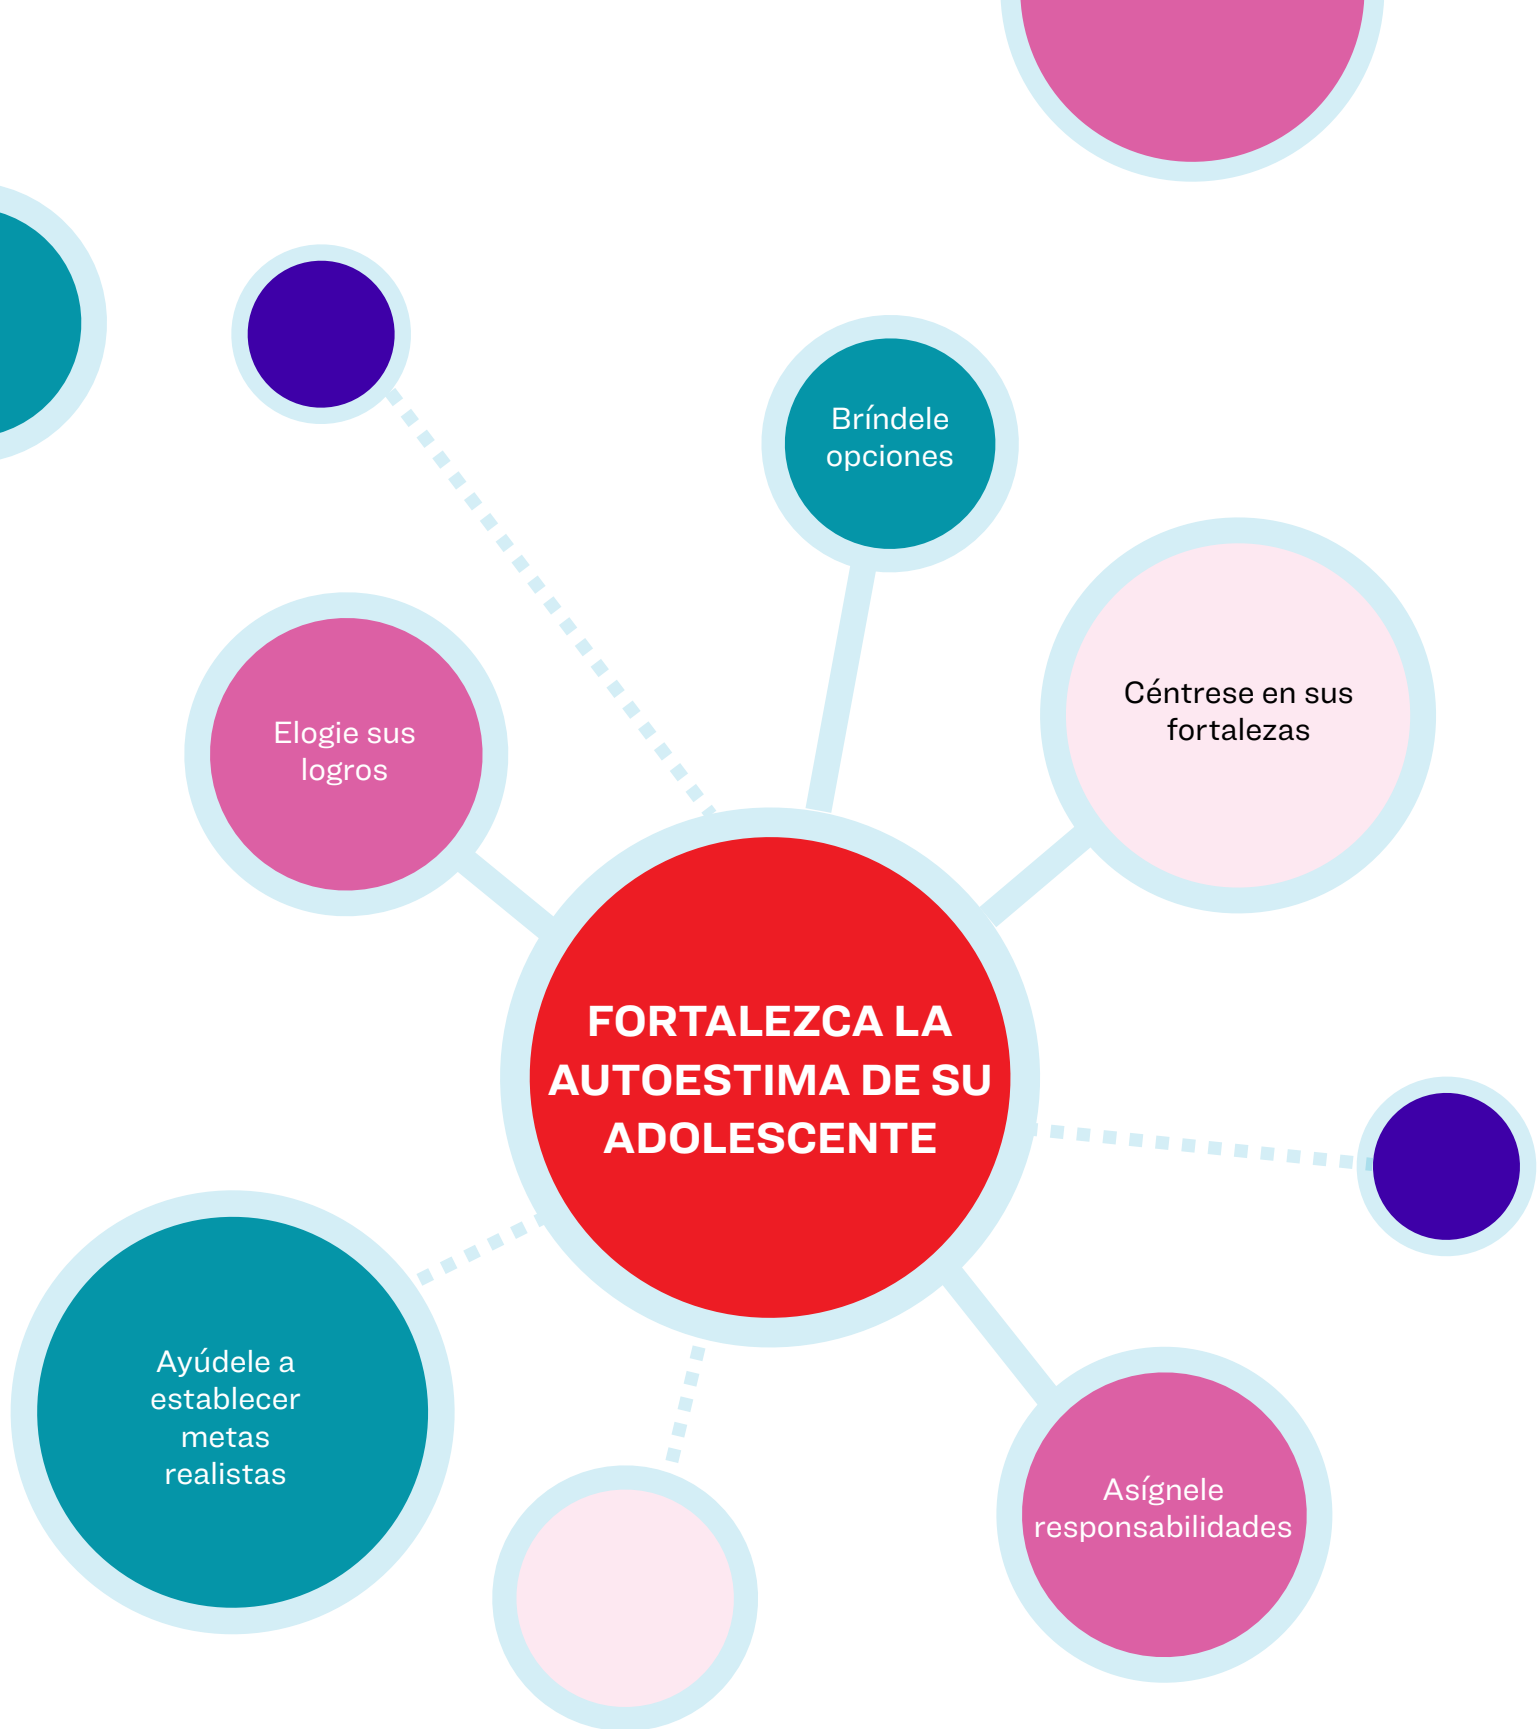 Bríndele
opciones
Céntrese en sus
fortalezas
Elogie sus
logros
FORTALEZCA LA
AUTOESTIMA DE SU
ADOLESCENTE
Ayúdele a
establecer
metas
realistas
Asígnele
responsabilidades